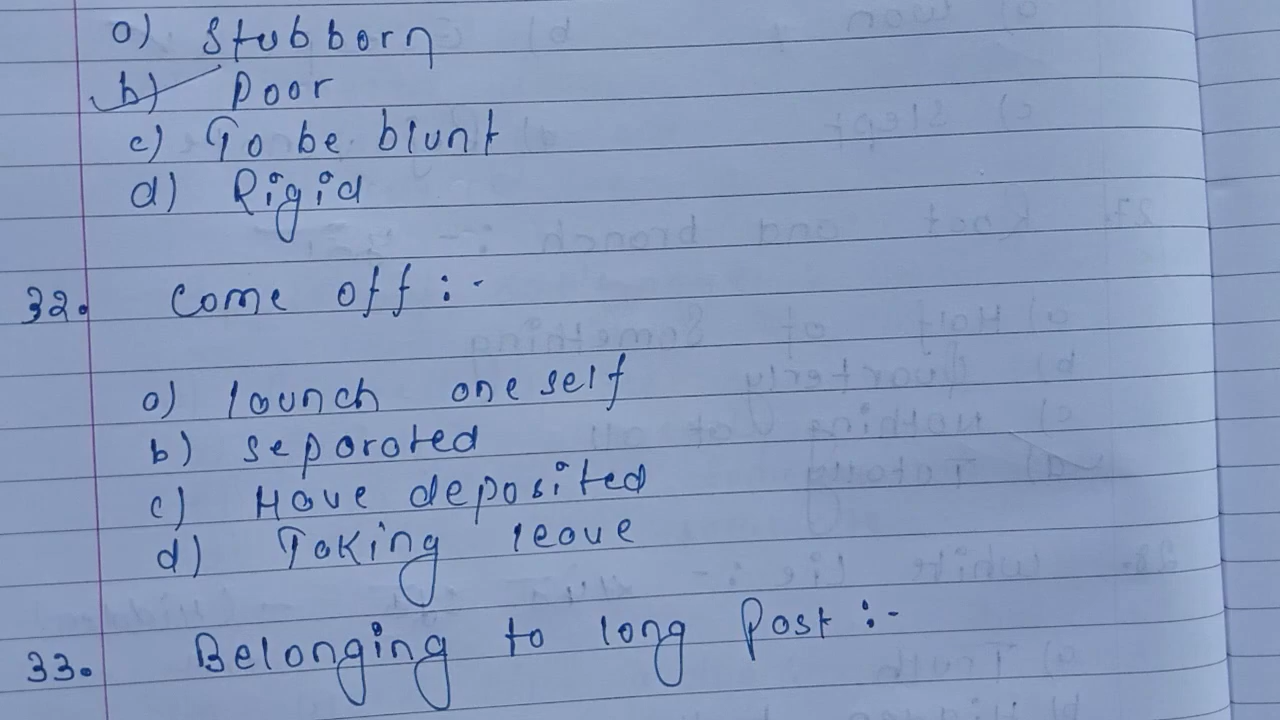 a) Stubborn
b) Poor
c) To be blunt
d) Rigid
32. Come off :-
a) launch oneself
b) separated
c) Have deposited
d) Taking leave
33. Belonging to long Past :-